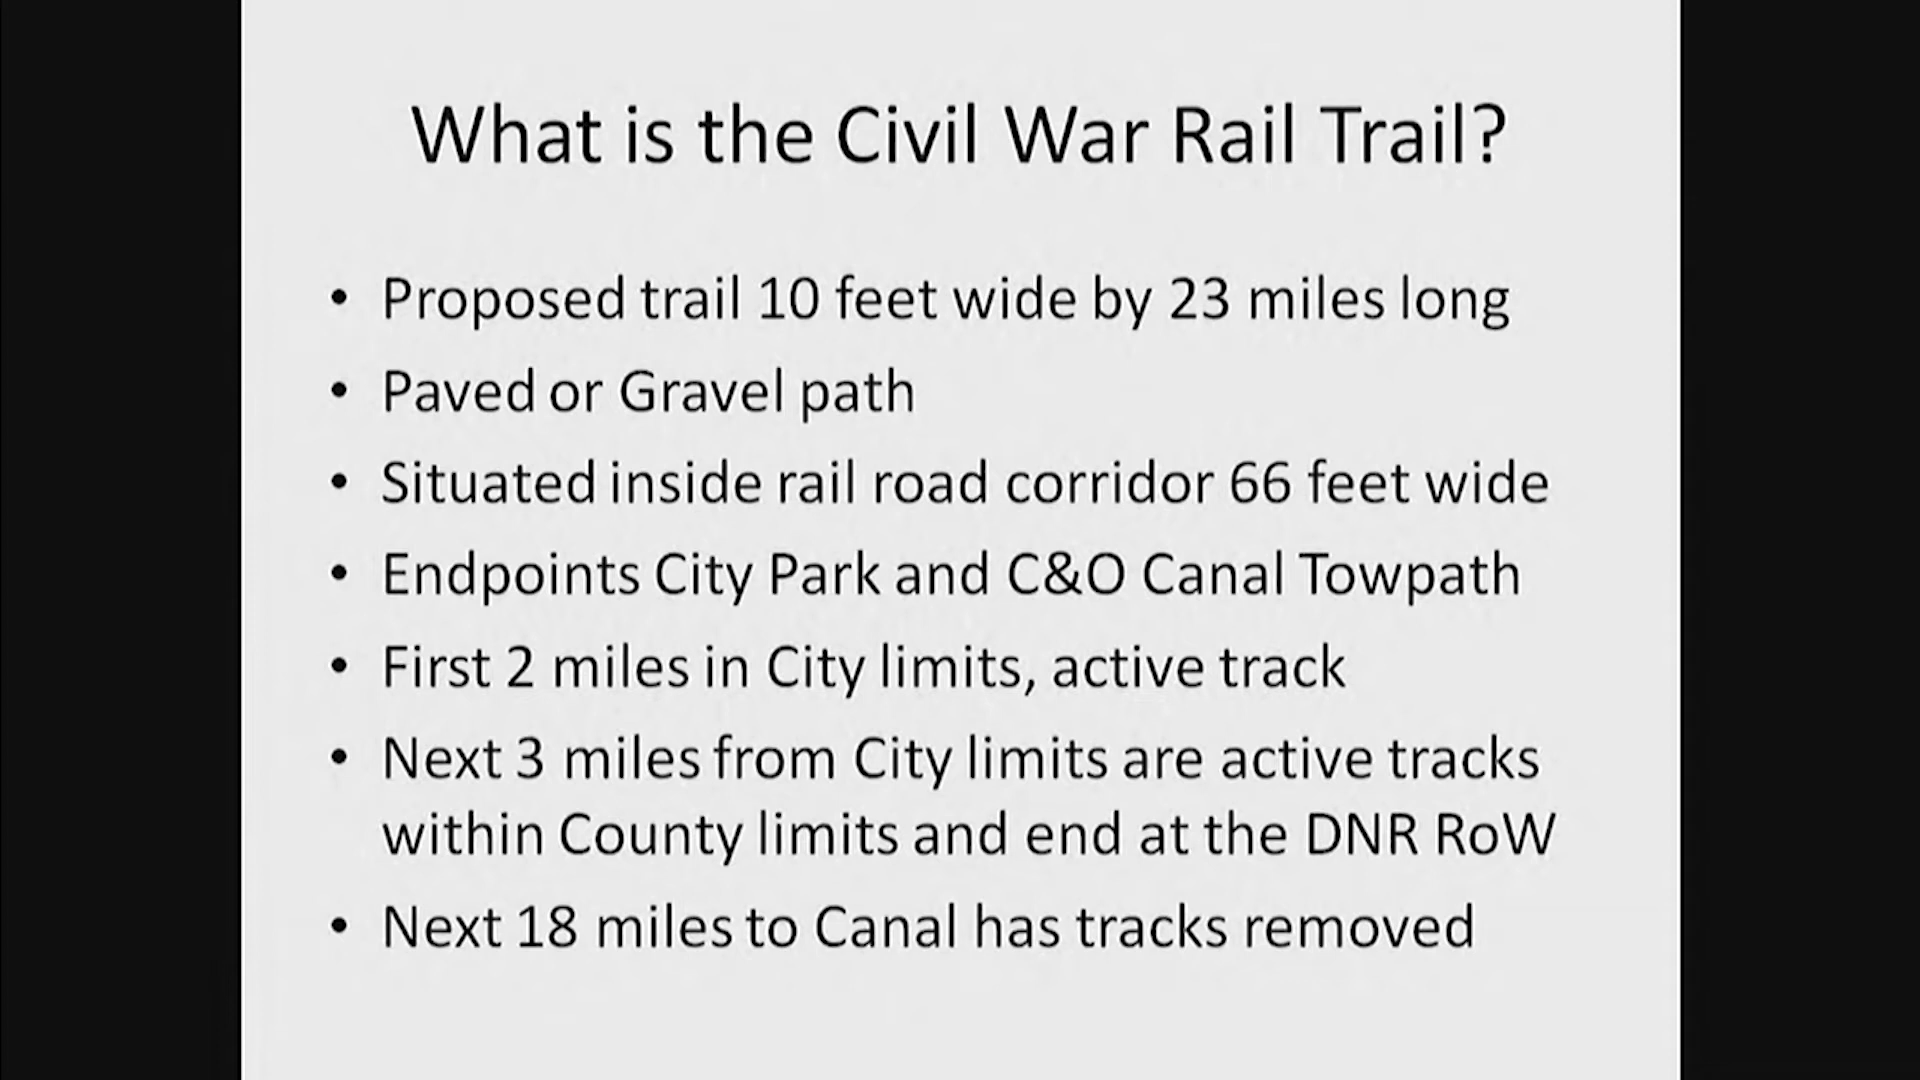 What is the Civil War Rail Trail?
• Proposed trail 10 feet wide by 23 miles long
• Paved or Gravel path
• Situated inside rail road corridor 66 feet wide
• Endpoints City Park and C&O Canal Towpath
• First 2 miles in City limits, active track
• Next 3 miles from City limits are active tracks
within County limits and end at the DNR RoW
• Next 18 miles to Canal has tracks removed